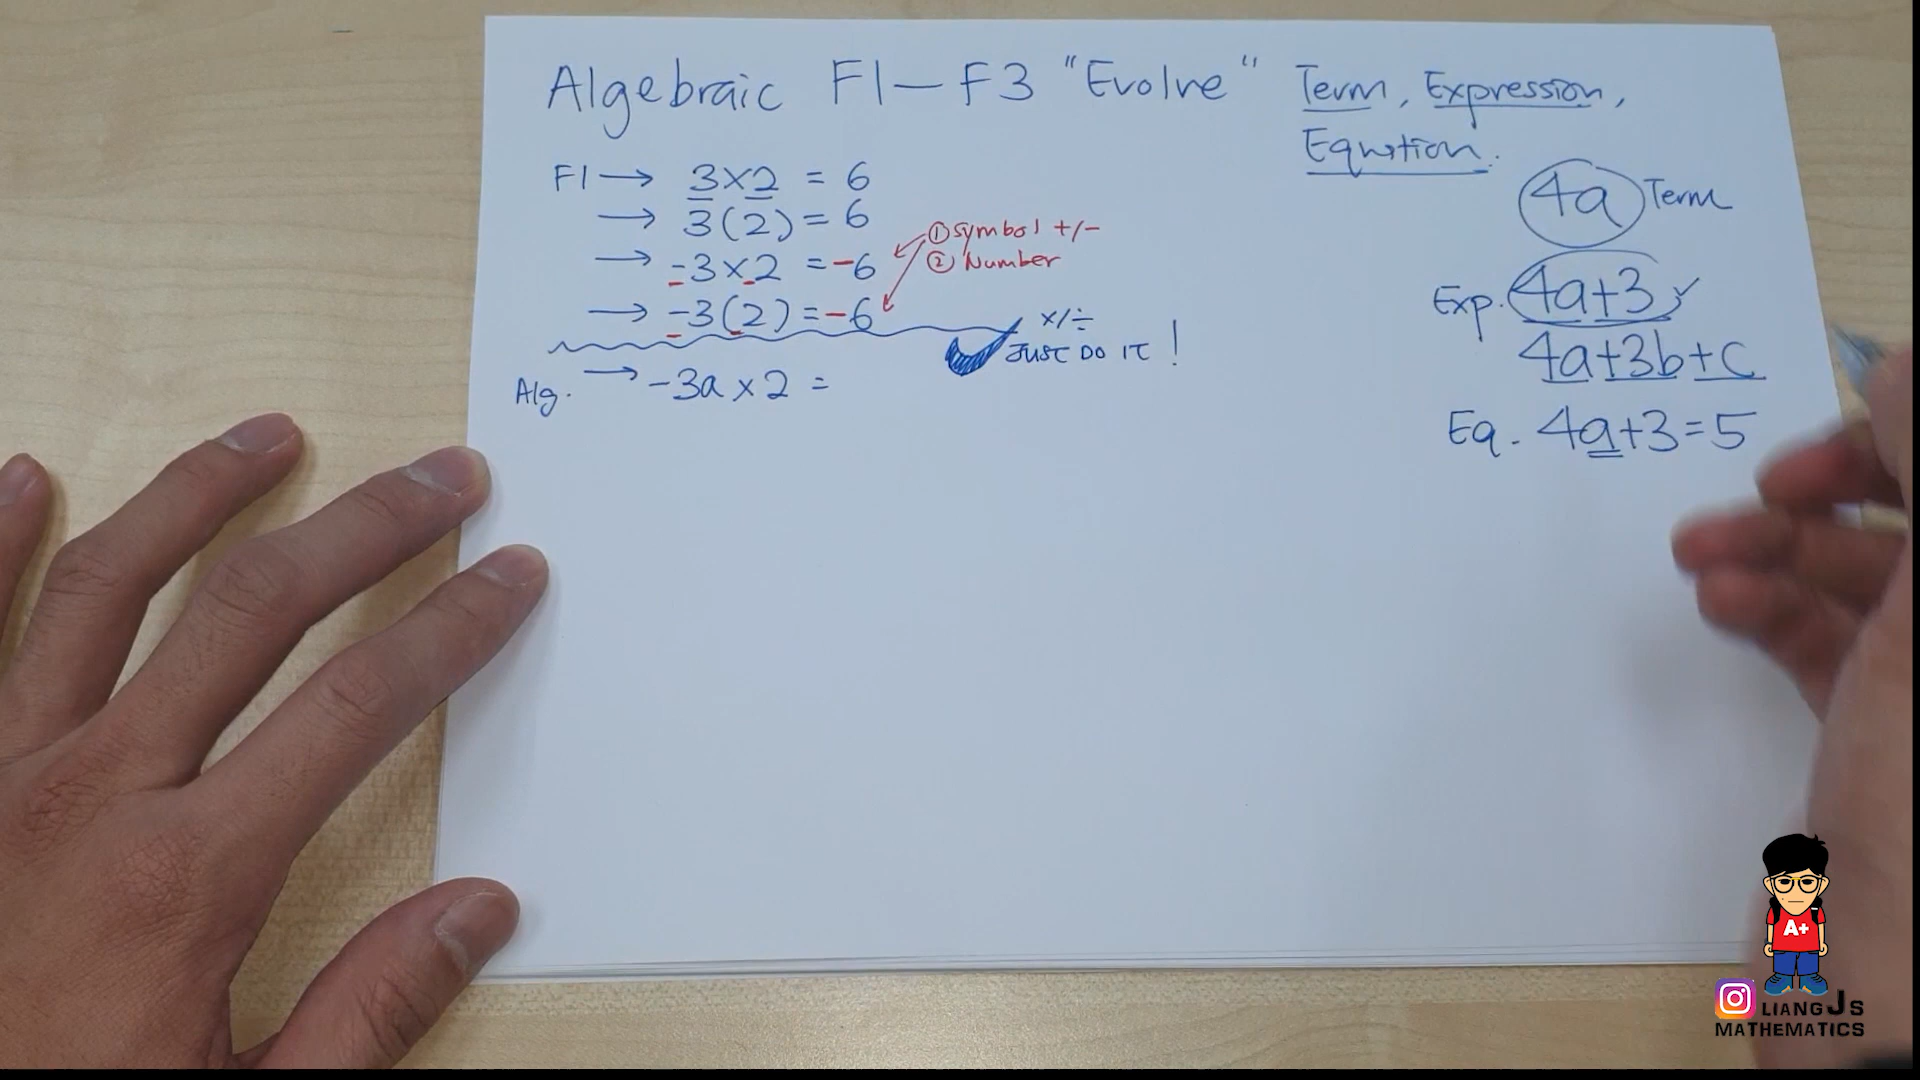 Algebraic F1—F3 "Evolve" Term, Expression,
Equation.
F1 → 3×2 = 6
→ 3(2) = 6
→ -3×2 = -6
→ -3(2) = -6
① symbol +/-
② Number
×/÷
JUST DO IT !
Alg. → -3a × 2 =
4a Term
Exp. 4a+3 ✓
4a+3b+c
Eq. 4a+3=5
A+
LIANGJS
MATHEMATICS